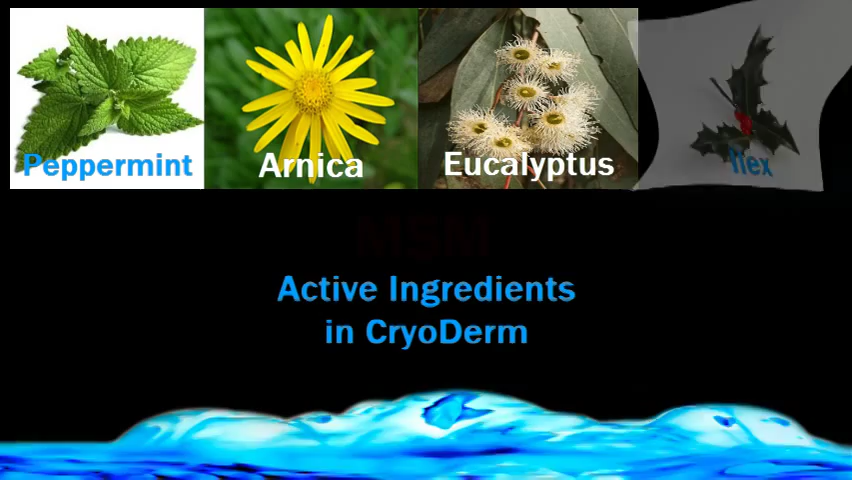 Peppermint
Arnica
Eucalyptus
Ilex
MSM
Active Ingredients
in CryoDerm